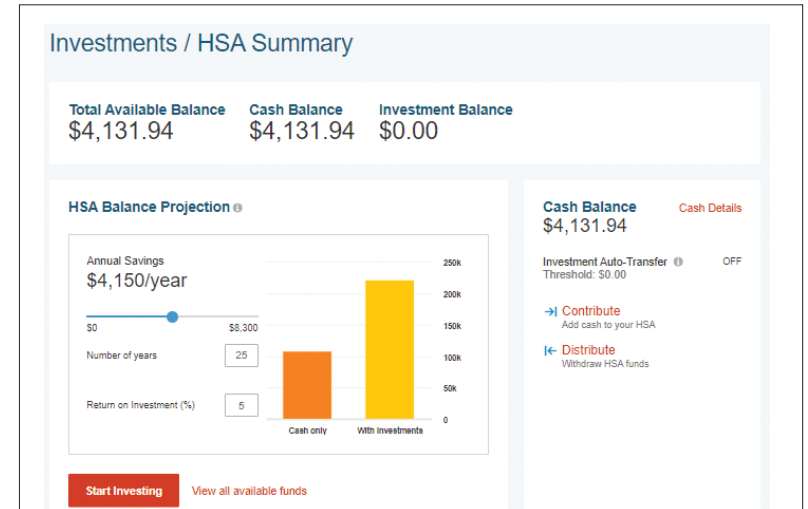 Investments / HSA Summary
Total Available Balance
$4,131.94
Cash Balance
$4,131.94
Investment Balance
$0.00
HSA Balance Projection
Annual Savings
$4,150/year
$0 $8,300
Number of years 25
Return on Investment (%) 5
250k
200k
150k
100k
50k
0
Cash only With Investments
Start Investing View all available funds
Cash Balance Cash Details
$4,131.94
Investment Auto-Transfer OFF
Threshold: $0.00
Contribute
Add cash to your HSA
Distribute
Withdraw HSA funds